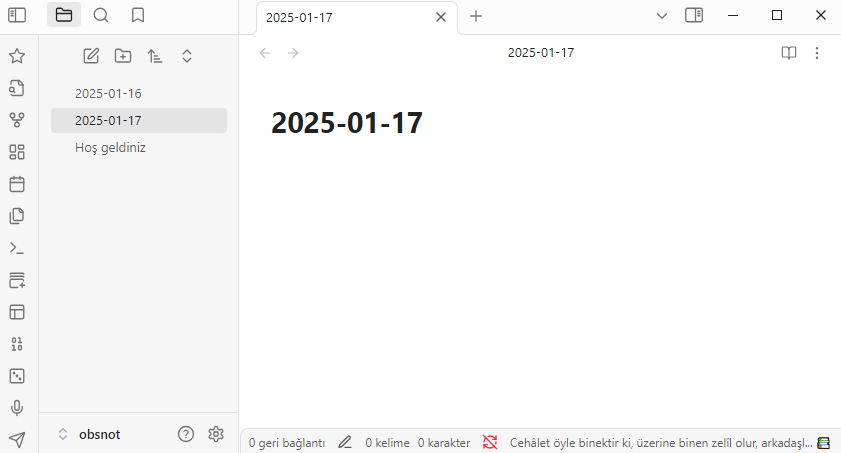 2025-01-17
2025-01-17
2025-01-16
2025-01-17
Hoş geldiniz
2025-01-17
obsnot
0 geri bağlantı 0 kelime 0 karakter Cehâlet öyle binektir ki, üzerine binen zelîl olur, arkadaşl...